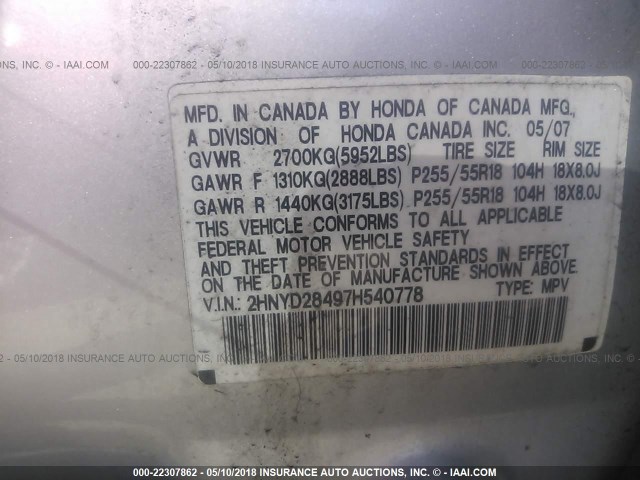 000-22307862 - 05/10/2018 INSURANCE AUTO AUCTIONS, INC. © - IAAI.COM
MFD. IN CANADA BY HONDA OF CANADA MFG.,
A DIVISION OF HONDA CANADA INC. 05/07
GVWR 2700KG(5952LBS) TIRE SIZE RIM SIZE
GAWR F 1310KG(2888LBS) P255/55R18 104H 18X8.0J
GAWR R 1440KG(3175LBS) P255/55R18 104H 18X8.0J
THIS VEHICLE CONFORMS TO ALL APPLICABLE
FEDERAL MOTOR VEHICLE SAFETY
AND THEFT PREVENTION STANDARDS IN EFFECT
ON THE DATE OF MANUFACTURE SHOWN ABOVE.
V.I.N.: 2HNYD28497H540778 TYPE: MPV
000-22307862 - 05/10/2018 INSURANCE AUTO AUCTIONS, INC. © - IAAI.COM